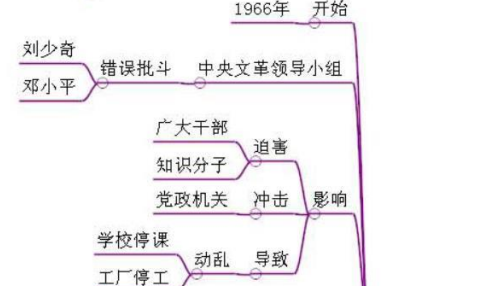 1966年 开始
刘少奇
邓小平
错误批斗 中央文革领导小组
广大干部
知识分子
迫害
党政机关 冲击 影响
学校停课
工厂停工
动乱 导致